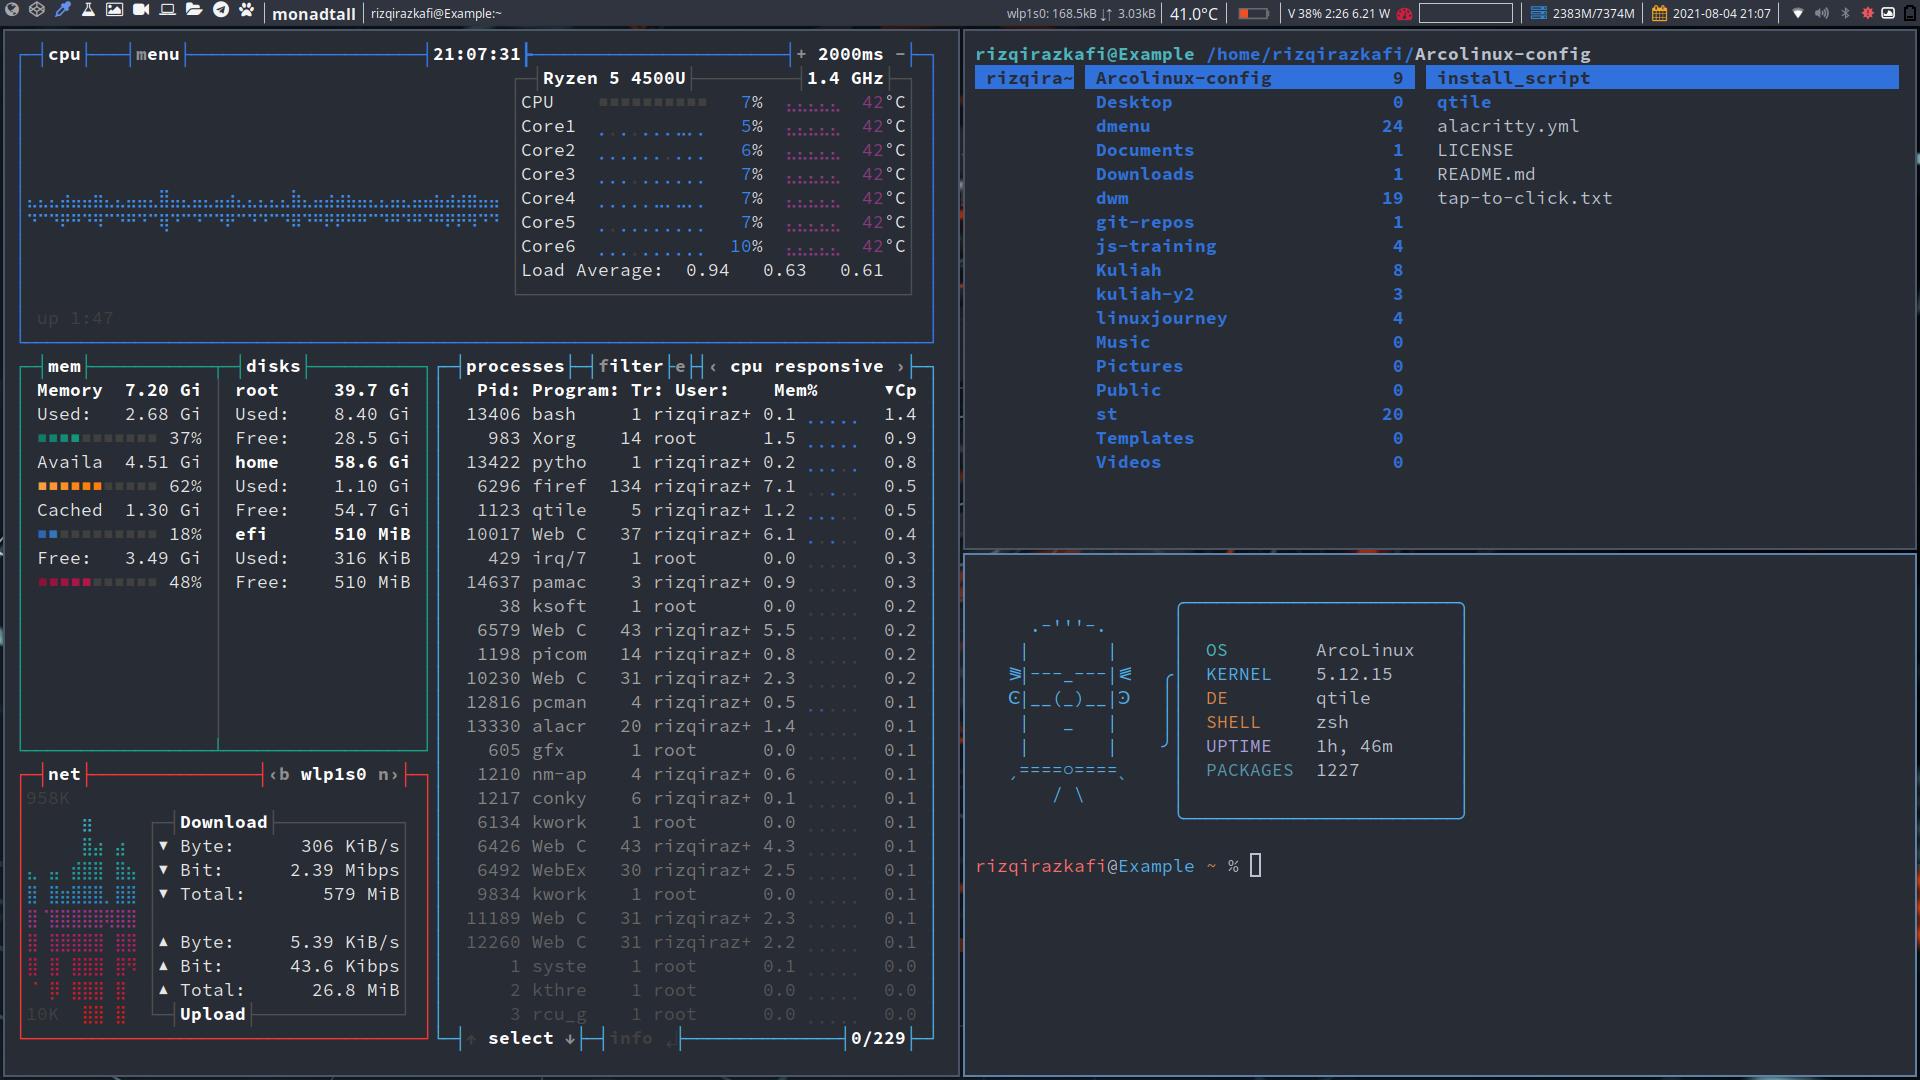 monadtall rizqirazkafi@Example:~ wlp1s0: 168.5kB ↓↑ 3.03kB 41.0°C V 38% 2:26 6.21 W 2383M/7374M 2021-08-04 21:07
cpu menu 21:07:31 + 2000ms -
Ryzen 5 4500U 1.4 GHz
CPU 7% 42°C
Core1 5% 42°C
Core2 6% 42°C
Core3 7% 42°C
Core4 7% 42°C
Core5 7% 42°C
Core6 10% 42°C
Load Average: 0.94 0.63 0.61
up 1:47
mem disks
Memory 7.20 Gi root 39.7 Gi
Used: 2.68 Gi Used: 8.40 Gi
37% Free: 28.5 Gi
Availa 4.51 Gi home 58.6 Gi
62% Used: 1.10 Gi
Cached 1.30 Gi Free: 54.7 Gi
18% efi 510 MiB
Free: 3.49 Gi Used: 316 KiB
48% Free: 510 MiB
net ‹b wlp1s0 n›
958K
Download
▼ Byte: 306 KiB/s
▼ Bit: 2.39 Mibps
▼ Total: 579 MiB
▲ Byte: 5.39 KiB/s
▲ Bit: 43.6 Kibps
▲ Total: 26.8 MiB
10K Upload
processes filter e ‹ cpu responsive ›
Pid: Program: Tr: User: Mem% ▼Cp
13406 bash 1 rizqiraz+ 0.1 1.4
983 Xorg 14 root 1.5 0.9
13422 pytho 1 rizqiraz+ 0.2 0.8
6296 firef 134 rizqiraz+ 7.1 0.5
1123 qtile 5 rizqiraz+ 1.2 0.5
10017 Web C 37 rizqiraz+ 6.1 0.4
429 irq/7 1 root 0.0 0.3
14637 pamac 3 rizqiraz+ 0.9 0.3
38 ksoft 1 root 0.0 0.2
6579 Web C 43 rizqiraz+ 5.5 0.2
1198 picom 14 rizqiraz+ 0.8 0.2
10230 Web C 31 rizqiraz+ 2.3 0.2
12816 pcman 4 rizqiraz+ 0.5 0.1
13330 alacr 20 rizqiraz+ 1.4 0.1
605 gfx 1 root 0.0 0.1
1210 nm-ap 4 rizqiraz+ 0.6 0.1
1217 conky 6 rizqiraz+ 0.1 0.1
6134 kwork 1 root 0.0 0.1
6426 Web C 43 rizqiraz+ 4.3 0.1
6492 WebEx 30 rizqiraz+ 2.5 0.1
9834 kwork 1 root 0.0 0.1
11189 Web C 31 rizqiraz+ 2.3 0.1
12260 Web C 31 rizqiraz+ 2.2 0.1
1 syste 1 root 0.1 0.0
2 kthre 1 root 0.0 0.0
3 rcu_g 1 root 0.0 0.0
↑ select ↓ info ↲ 0/229
rizqirazkafi@Example /home/rizqirazkafi/Arcolinux-config
rizqira~ Arcolinux-config 9 install_script
Desktop 0 qtile
dmenu 24 alacritty.yml
Documents 1 LICENSE
Downloads 1 README.md
dwm 19 tap-to-click.txt
git-repos 1
js-training 4
Kuliah 8
kuliah-y2 3
linuxjourney 4
Music 0
Pictures 0
Public 0
st 20
Templates 0
Videos 0
OS ArcoLinux
KERNEL 5.12.15
DE qtile
SHELL zsh
UPTIME 1h, 46m
PACKAGES 1227
rizqirazkafi@Example ~ %